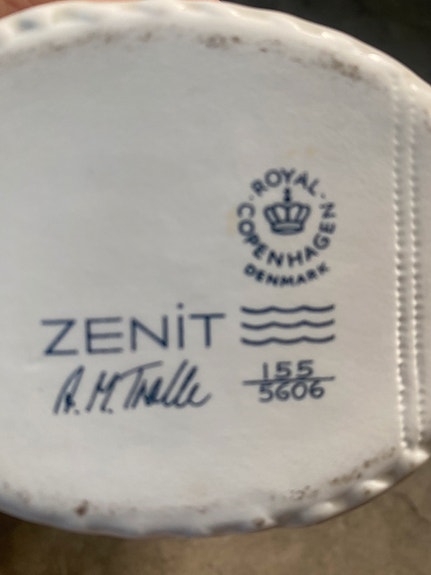 ROYAL
COPENHAGEN
DENMARK
ZENiT
A. M. Trolle
155
5606